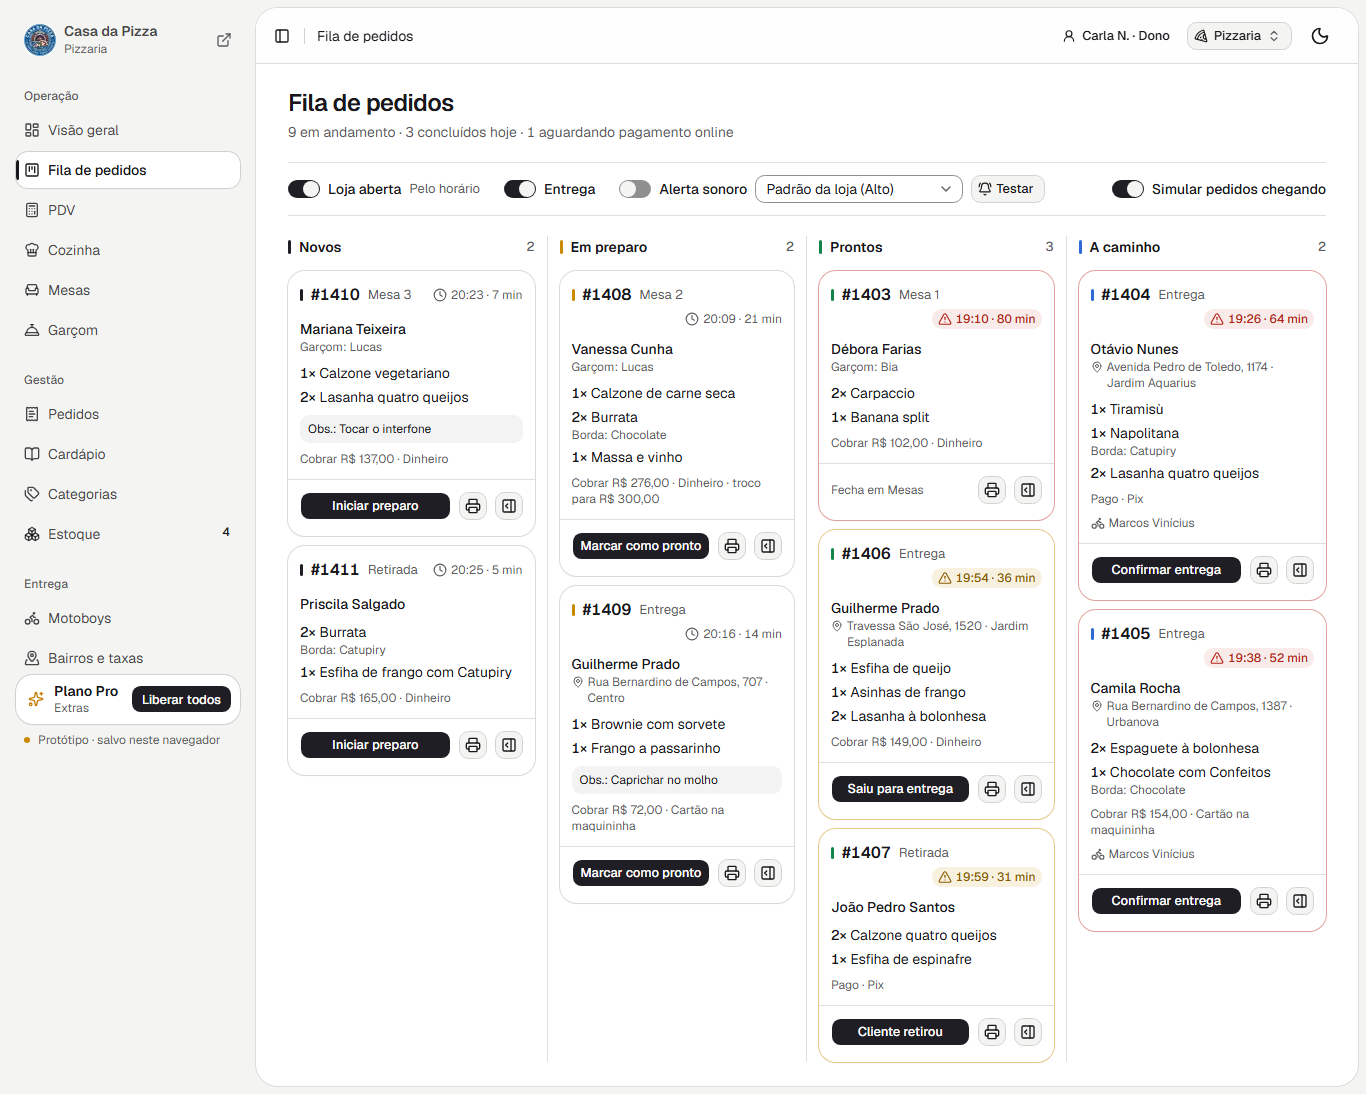 Casa da Pizza
Pizzaria
Operação
Visão geral
Fila de pedidos
PDV
Cozinha
Mesas
Garçom
Gestão
Pedidos
Cardápio
Categorias
Estoque 4
Entrega
Motoboys
Bairros e taxas
Plano Pro
Extras
Liberar todos
Protótipo · salvo neste navegador
Fila de pedidos
Carla N. · Dono
Pizzaria
Fila de pedidos
9 em andamento · 3 concluídos hoje · 1 aguardando pagamento online
Loja aberta Pelo horário
Entrega
Alerta sonoro
Padrão da loja (Alto)
Testar
Simular pedidos chegando
Novos 2
#1410 Mesa 3 20:23 · 7 min
Mariana Teixeira
Garçom: Lucas
1× Calzone vegetariano
2× Lasanha quatro queijos
Obs.: Tocar o interfone
Cobrar R$ 137,00 · Dinheiro
Iniciar preparo
#1411 Retirada 20:25 · 5 min
Priscila Salgado
2× Burrata
Borda: Catupiry
1× Esfiha de frango com Catupiry
Cobrar R$ 165,00 · Dinheiro
Iniciar preparo
Em preparo 2
#1408 Mesa 2
20:09 · 21 min
Vanessa Cunha
Garçom: Lucas
1× Calzone de carne seca
2× Burrata
Borda: Chocolate
1× Massa e vinho
Cobrar R$ 276,00 · Dinheiro · troco
para R$ 300,00
Marcar como pronto
#1409 Entrega
20:16 · 14 min
Guilherme Prado
Rua Bernardino de Campos, 707 ·
Centro
1× Brownie com sorvete
1× Frango a passarinho
Obs.: Caprichar no molho
Cobrar R$ 72,00 · Cartão na
maquininha
Marcar como pronto
Prontos 3
#1403 Mesa 1
19:10 · 80 min
Débora Farias
Garçom: Bia
2× Carpaccio
1× Banana split
Cobrar R$ 102,00 · Dinheiro
Fecha em Mesas
#1406 Entrega
19:54 · 36 min
Guilherme Prado
Travessa São José, 1520 · Jardim
Esplanada
1× Esfiha de queijo
1× Asinhas de frango
2× Lasanha à bolonhesa
Cobrar R$ 149,00 · Dinheiro
Saiu para entrega
#1407 Retirada
19:59 · 31 min
João Pedro Santos
2× Calzone quatro queijos
1× Esfiha de espinafre
Pago · Pix
Cliente retirou
A caminho 2
#1404 Entrega
19:26 · 64 min
Otávio Nunes
Avenida Pedro de Toledo, 1174 ·
Jardim Aquarius
1× Tiramisù
1× Napolitana
Borda: Catupiry
2× Lasanha quatro queijos
Pago · Pix
Marcos Vinícius
Confirmar entrega
#1405 Entrega
19:38 · 52 min
Camila Rocha
Rua Bernardino de Campos, 1387 ·
Urbanova
2× Espaguete à bolonhesa
1× Chocolate com Confeitos
Borda: Chocolate
Cobrar R$ 154,00 · Cartão na
maquininha
Marcos Vinícius
Confirmar entrega